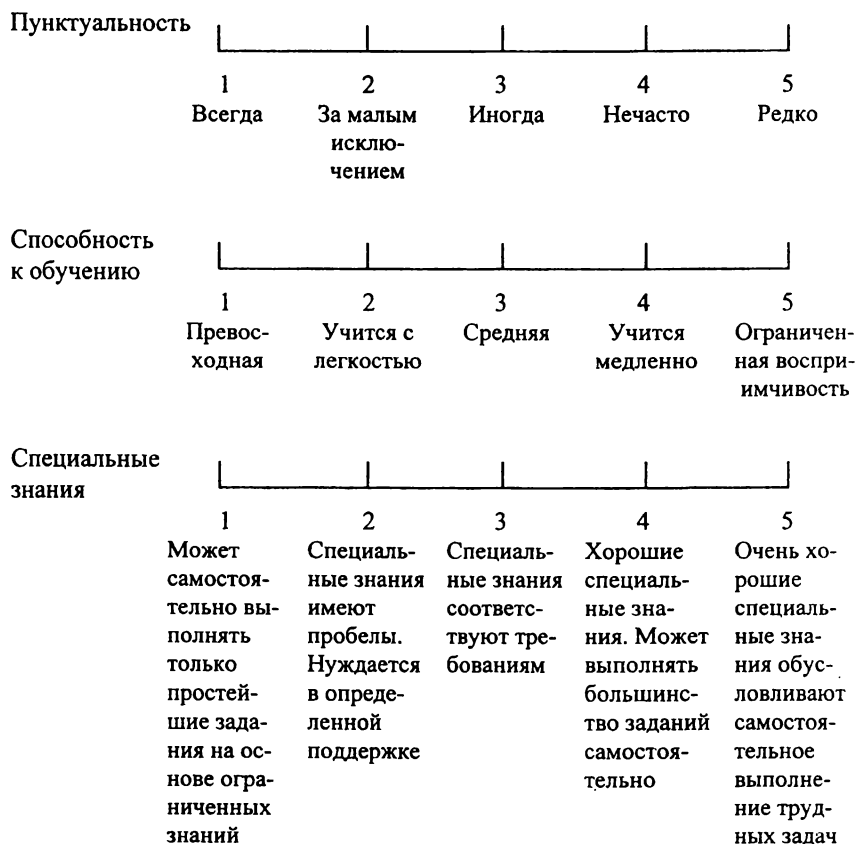 Пунктуальность
1 2 3 4 5
Всегда За малым Иногда Нечасто Редко
исклю-
чением
Способность
к обучению
1 2 3 4 5
Превос- Учится с Средняя Учится Ограничен-
ходная легкостью медленно ная воспри-
имчивость
Специальные
знания
1 2 3 4 5
Может Специаль- Специаль- Хорошие Очень хо-
самостоя- ные знания ные знания специаль- рошие
тельно вы- имеют соответс- ные зна- специаль-
полнять пробелы. твуют тре- ния. Может ные зна-
только Нуждается бованиям выполнять ния обус-
простей- в опреде- большинс- ловливают
шие зада- ленной тво заданий самостоя-
ния на ос- поддержке самостоя- тельное
нове огра- тельно выполне-
ниченных ние труд-
знаний ных задач